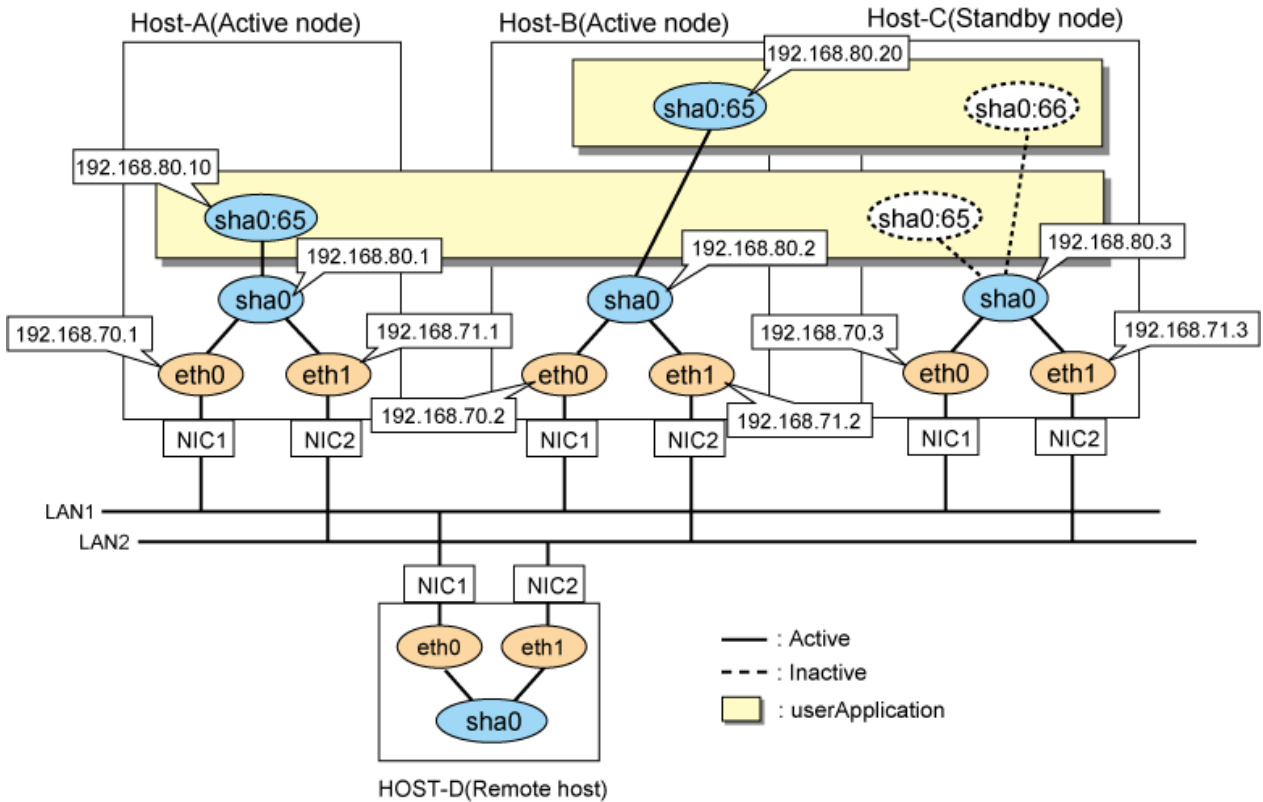 Host-A(Active node)
Host-B(Active node)
Host-C(Standby node)
192.168.80.20
sha0:65
sha0:66
192.168.80.10
sha0:65
sha0:65
192.168.80.1
192.168.80.2
192.168.80.3
sha0
sha0
sha0
192.168.70.1
192.168.71.1
192.168.70.3
192.168.71.3
eth0
eth1
eth0
eth1
eth0
eth1
192.168.70.2
192.168.71.2
NIC1
NIC2
NIC1
NIC2
NIC1
NIC2
LAN1
LAN2
NIC1
NIC2
eth0
eth1
sha0
HOST-D(Remote host)
: Active
: Inactive
: userApplication